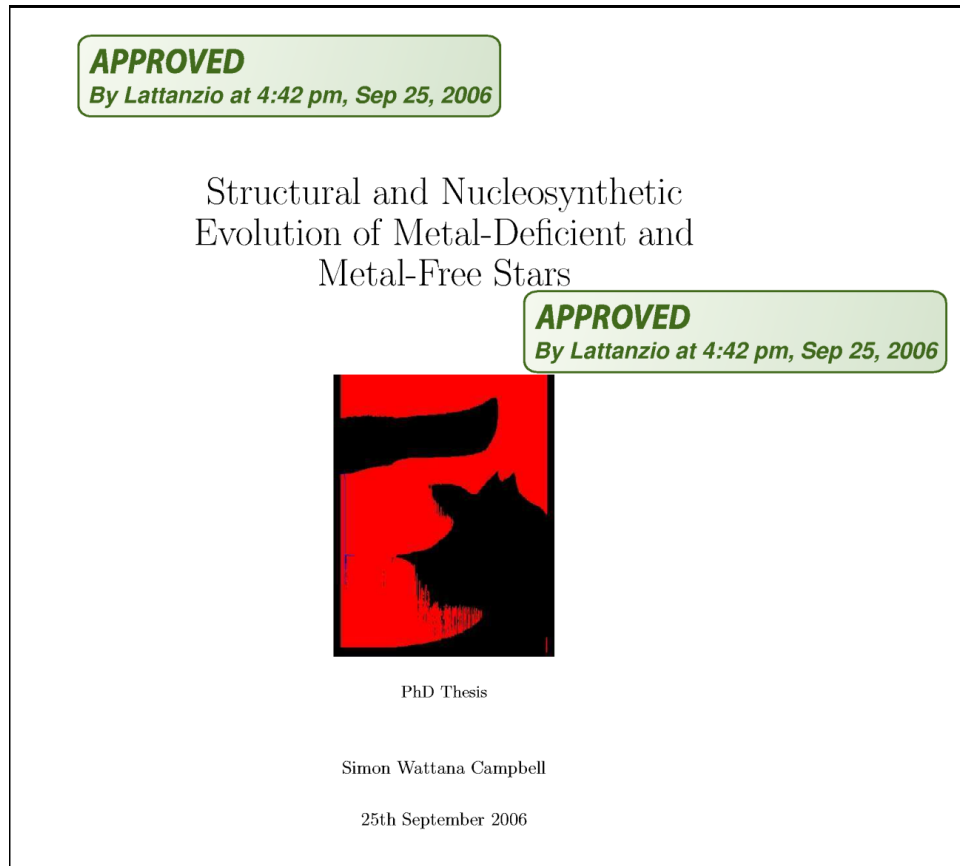 APPROVED
By Lattanzio at 4:42 pm, Sep 25, 2006
Structural and Nucleosynthetic
Evolution of Metal-Deficient and
Metal-Free Stars
APPROVED
By Lattanzio at 4:42 pm, Sep 25, 2006
PhD Thesis
Simon Wattana Campbell
25th September 2006